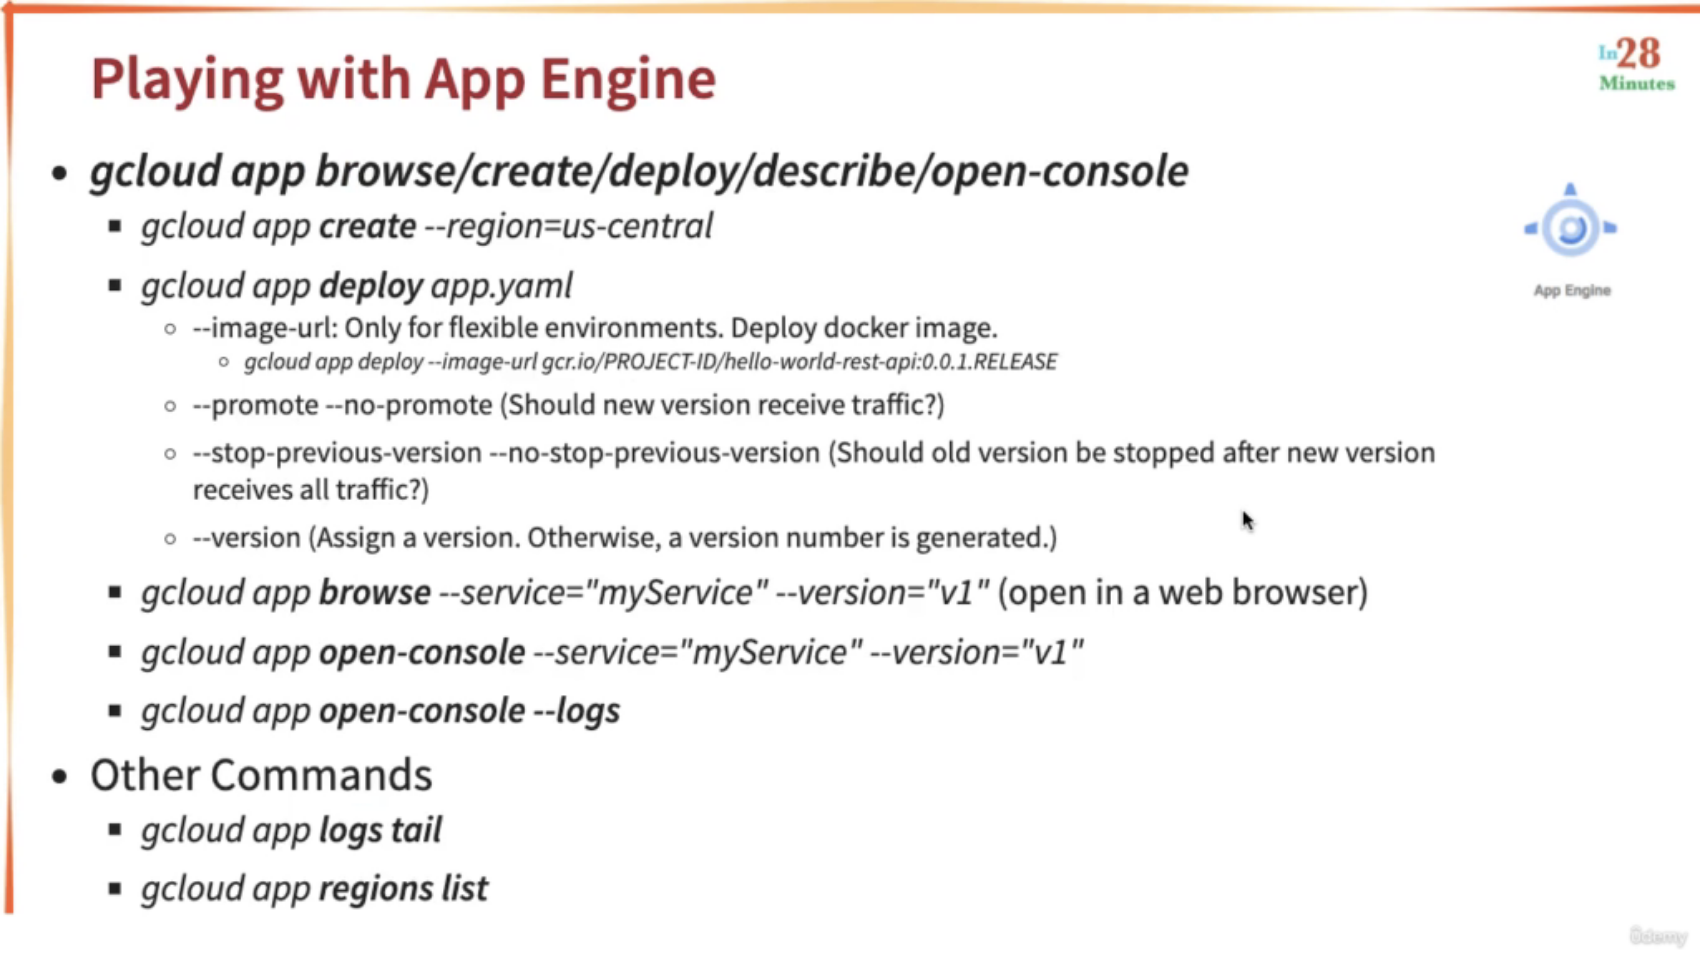 Playing with App Engine
In28
Minutes
gcloud app browse/create/deploy/describe/open-console
gcloud app create --region=us-central
gcloud app deploy app.yaml
--image-url: Only for flexible environments. Deploy docker image.
gcloud app deploy --image-url gcr.io/PROJECT-ID/hello-world-rest-api:0.0.1.RELEASE
--promote --no-promote (Should new version receive traffic?)
--stop-previous-version --no-stop-previous-version (Should old version be stopped after new version
receives all traffic?)
--version (Assign a version. Otherwise, a version number is generated.)
gcloud app browse --service="myService" --version="v1" (open in a web browser)
gcloud app open-console --service="myService" --version="v1"
gcloud app open-console --logs
Other Commands
gcloud app logs tail
gcloud app regions list
App Engine
Udemy